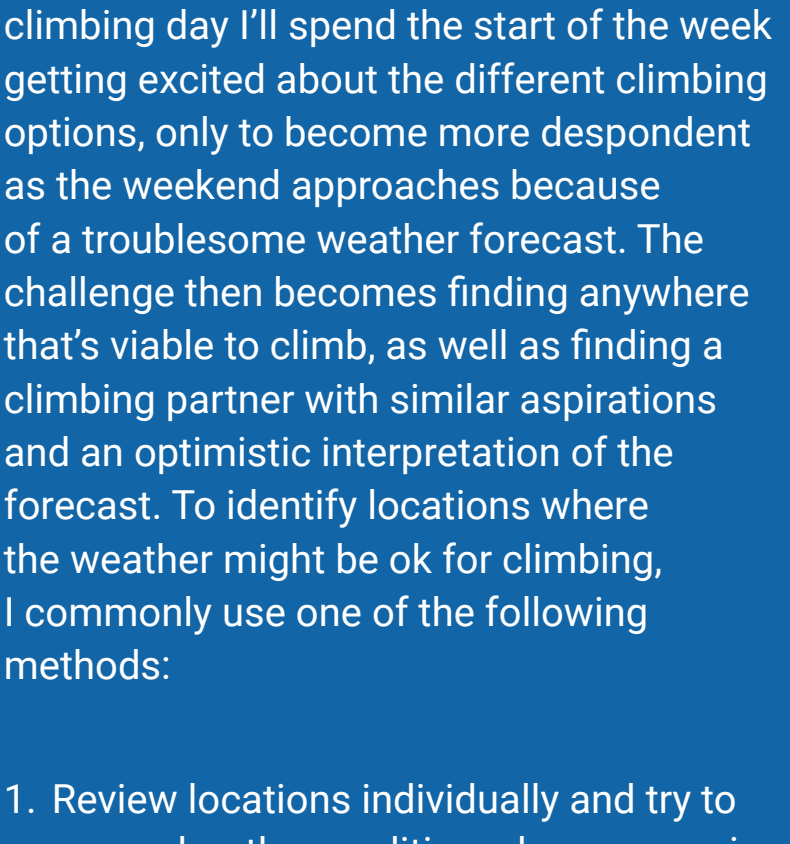 climbing day I’ll spend the start of the week
getting excited about the different climbing
options, only to become more despondent
as the weekend approaches because
of a troublesome weather forecast. The
challenge then becomes finding anywhere
that’s viable to climb, as well as finding a
climbing partner with similar aspirations
and an optimistic interpretation of the
forecast. To identify locations where
the weather might be ok for climbing,
I commonly use one of the following
methods:
1. Review locations individually and try to